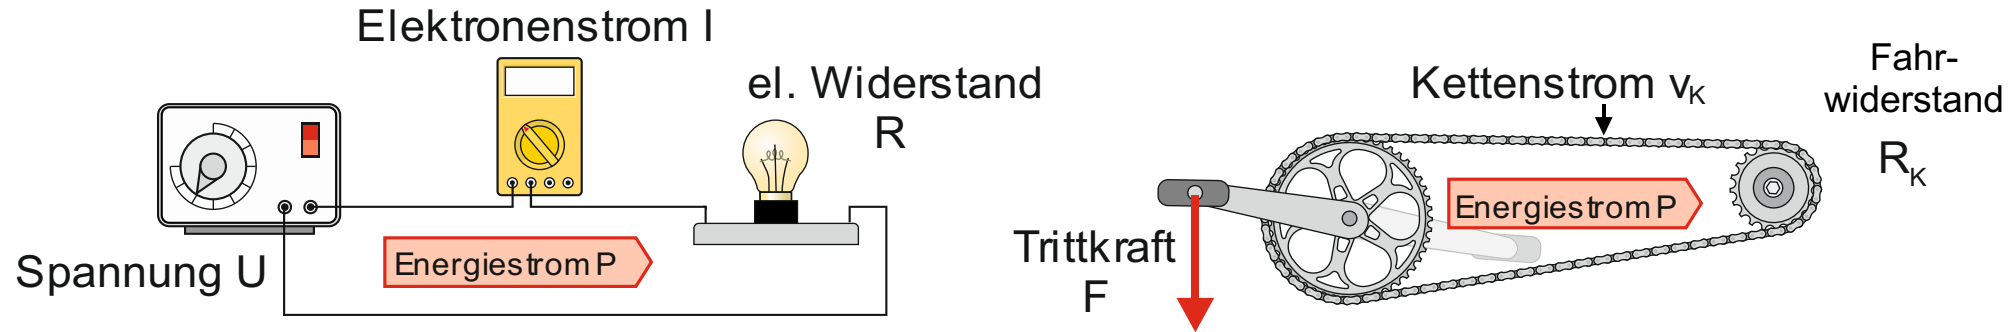 Elektronenstrom I
el. Widerstand
R
Spannung U
Energiestrom P
Kettenstrom vK
Fahr-
widerstand
RK
Energiestrom P
Trittkraft
F